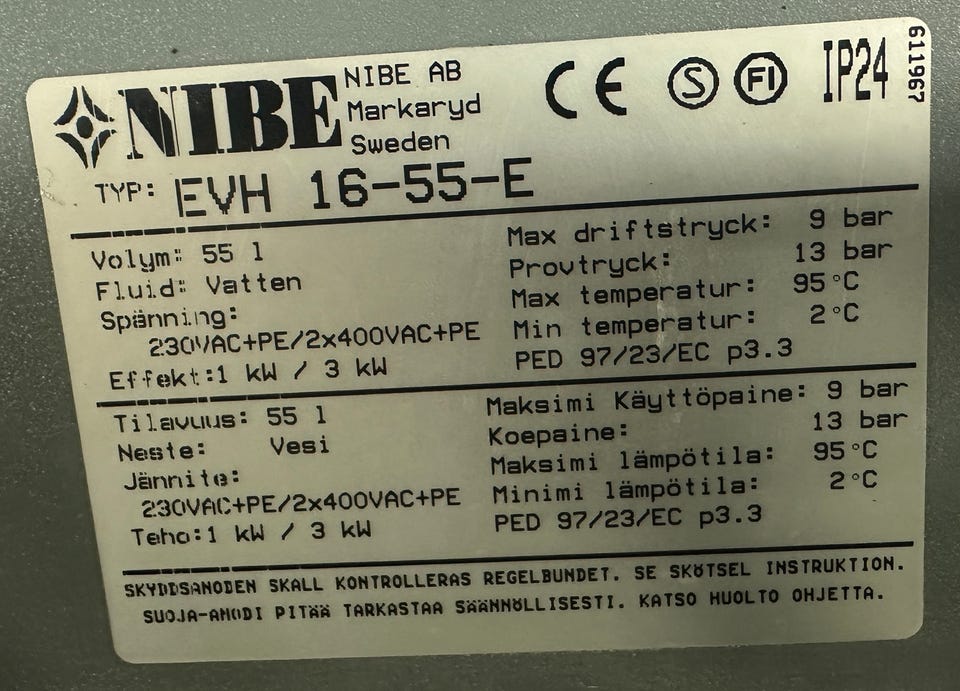 NIBE
NIBE AB
Markaryd
Sweden
CE S FI IP24
611967
TYP: EVH 16-55-E
Volym: 55 l
Fluid: Vatten
Spänning:
230VAC+PE/2x400VAC+PE
Effekt:1 kW / 3 kW
Max driftstryck: 9 bar
Provtryck: 13 bar
Max temperatur: 95°C
Min temperatur: 2°C
PED 97/23/EC p3.3
Tilavuus: 55 l
Neste: Vesi
Jännite:
230VAC+PE/2x400VAC+PE
Teho:1 kW / 3 kW
Maksimi Käyttöpaine: 9 bar
Koepaine: 13 bar
Maksimi lämpötila: 95°C
Minimi lämpötila: 2°C
PED 97/23/EC p3.3
SKYDDSANODEN SKALL KONTROLLERAS REGELBUNDET. SE SKÖTSEL INSTRUKTION.
SUOJA-ANODI PITÄÄ TARKASTAA SÄÄNNÖLLISESTI. KATSO HUOLTO OHJETTA.